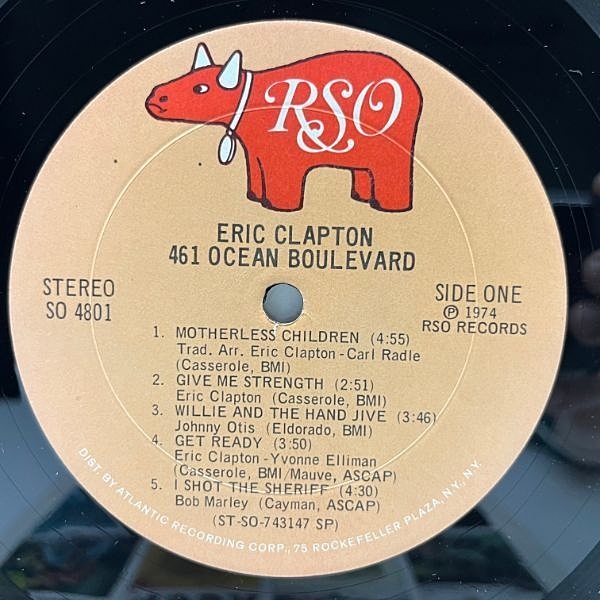 RSO
ERIC CLAPTON
461 OCEAN BOULEVARD
STEREO
SO 4801
SIDE ONE
Ⓟ 1974
RSO RECORDS
1. MOTHERLESS CHILDREN (4:55)
Trad. Arr. Eric Clapton-Carl Radle
(Casserole, BMI)
2. GIVE ME STRENGTH (2:51)
Eric Clapton (Casserole, BMI)
3. WILLIE AND THE HAND JIVE (3:46)
Johnny Otis (Eldorado, BMI)
4. GET READY (3:50)
Eric Clapton-Yvonne Elliman
(Casserole, BMI/Mauve, ASCAP)
5. I SHOT THE SHERIFF (4:30)
Bob Marley (Cayman, ASCAP)
(ST-SO-743147 SP)
DIST. BY ATLANTIC RECORDING CORP., 75 ROCKEFELLER PLAZA, N.Y. N.Y.